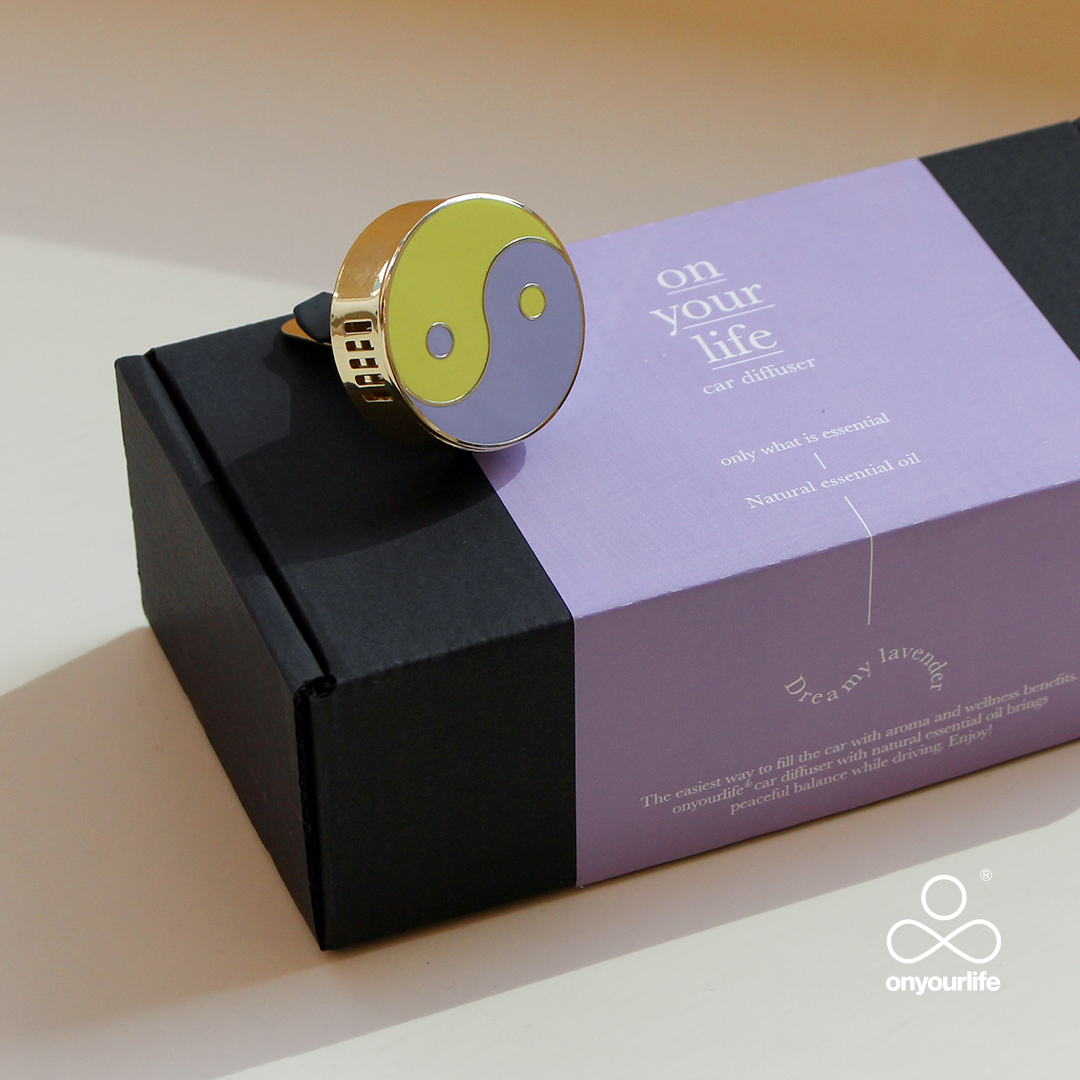 on
your
life
car diffuser
only what is essential
Natural essential oil
Dreamy lavender
The easiest way to fill the car with aroma and wellness benefits.
onyourlife® car diffuser with natural essential oil brings
peaceful balance while driving. Enjoy!
®
onyourlife